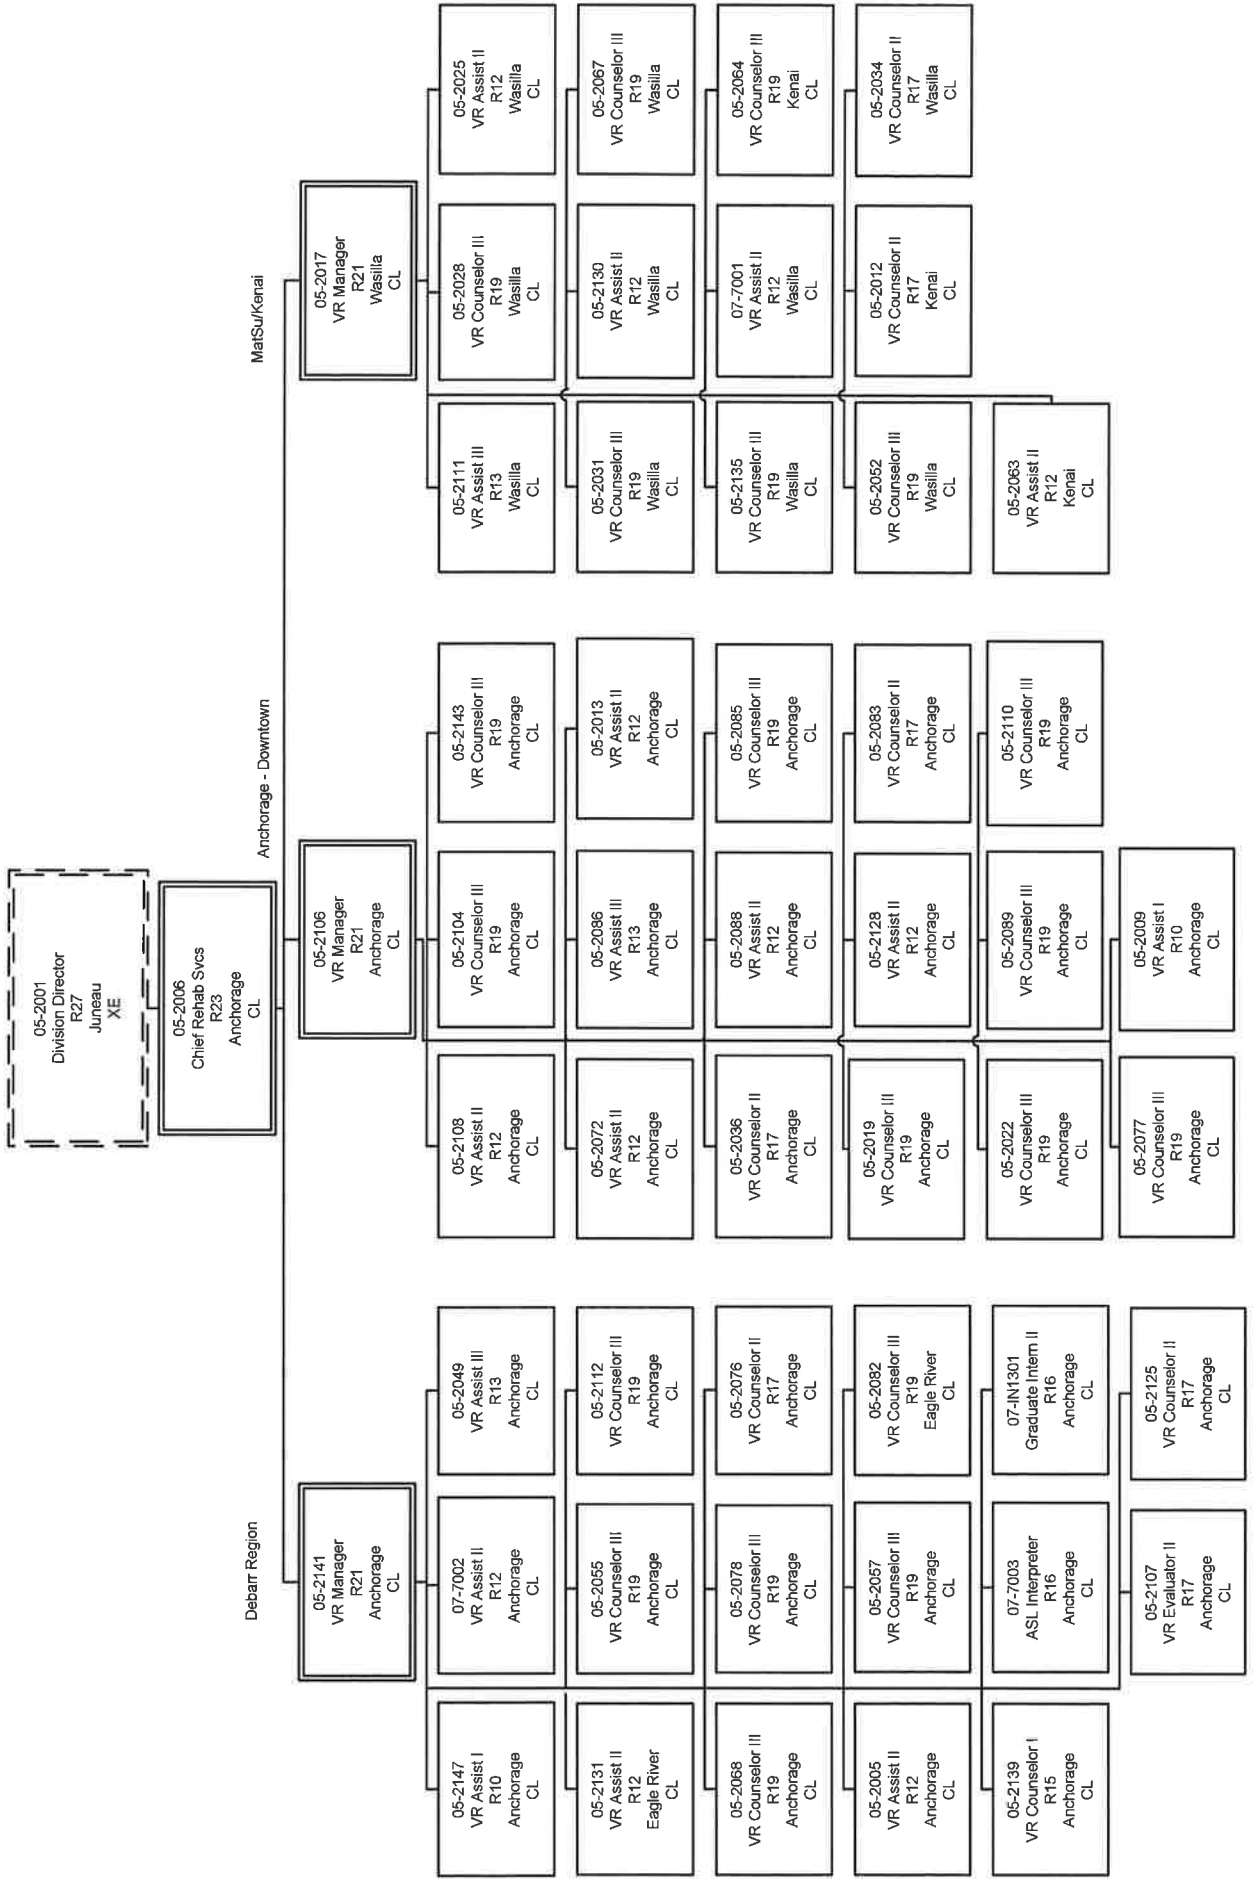 05-2001
Division Director
R27
Juneau
XE
05-2006
Chief Rehab Svcs
R23
Anchorage
CL
Debarr Region
05-2141
VR Manager
R21
Anchorage
CL
05-2147
VR Assist I
R10
Anchorage
CL
07-7002
VR Assist II
R12
Anchorage
CL
05-2049
VR Assist III
R13
Anchorage
CL
05-2131
VR Assist II
R12
Eagle River
CL
05-2055
VR Counselor III
R19
Anchorage
CL
05-2112
VR Counselor III
R19
Anchorage
CL
05-2068
VR Counselor III
R19
Anchorage
CL
05-2078
VR Counselor III
R19
Anchorage
CL
05-2076
VR Counselor II
R17
Anchorage
CL
05-2005
VR Assist II
R12
Anchorage
CL
05-2057
VR Counselor III
R19
Anchorage
CL
05-2082
VR Counselor III
R19
Eagle River
CL
05-2139
VR Counselor I
R15
Anchorage
CL
07-7003
ASL Interpreter
R16
Anchorage
CL
07-IN1301
Graduate Intern II
R16
Anchorage
CL
05-2107
VR Evaluator II
R17
Anchorage
CL
05-2125
VR Counselor II
R17
Anchorage
CL
Anchorage - Downtown
05-2106
VR Manager
R21
Anchorage
CL
05-2108
VR Assist II
R12
Anchorage
CL
05-2104
VR Counselor III
R19
Anchorage
CL
05-2143
VR Counselor III
R19
Anchorage
CL
05-2072
VR Assist II
R12
Anchorage
CL
05-2086
VR Assist III
R13
Anchorage
CL
05-2013
VR Assist II
R12
Anchorage
CL
05-2036
VR Counselor II
R17
Anchorage
CL
05-2088
VR Assist II
R12
Anchorage
CL
05-2085
VR Counselor III
R19
Anchorage
CL
05-2019
VR Counselor III
R19
Anchorage
CL
05-2128
VR Assist II
R12
Anchorage
CL
05-2083
VR Counselor II
R17
Anchorage
CL
05-2022
VR Counselor III
R19
Anchorage
CL
05-2089
VR Counselor III
R19
Anchorage
CL
05-2110
VR Counselor III
R19
Anchorage
CL
05-2077
VR Counselor III
R19
Anchorage
CL
05-2009
VR Assist I
R10
Anchorage
CL
MatSu/Kenai
05-2017
VR Manager
R21
Wasilla
CL
05-2111
VR Assist III
R13
Wasilla
CL
05-2028
VR Counselor III
R19
Wasilla
CL
05-2025
VR Assist II
R12
Wasilla
CL
05-2031
VR Counselor III
R19
Wasilla
CL
05-2130
VR Assist II
R12
Wasilla
CL
05-2067
VR Counselor III
R19
Wasilla
CL
05-2135
VR Counselor III
R19
Wasilla
CL
07-7001
VR Assist II
R12
Wasilla
CL
05-2064
VR Counselor III
R19
Kenai
CL
05-2052
VR Counselor III
R19
Wasilla
CL
05-2012
VR Counselor II
R17
Kenai
CL
05-2034
VR Counselor II
R17
Wasilla
CL
05-2063
VR Assist II
R12
Kenai
CL